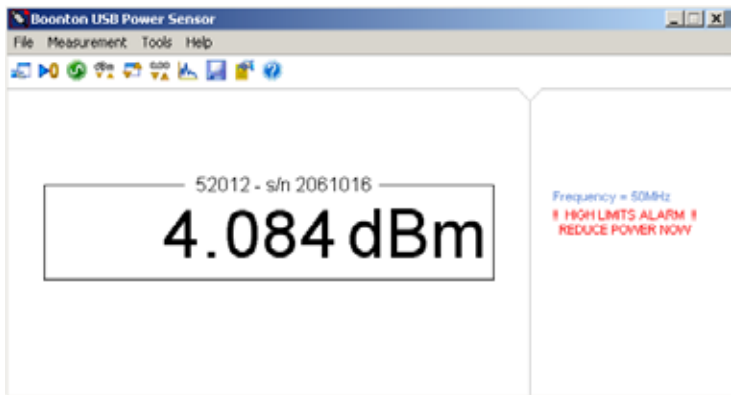 Boonton USB Power Sensor
File Measurement Tools Help
52012 - s/n 2061016
4.084 dBm
Frequency = 50MHz
!! HIGH LIMITS ALARM !!
REDUCE POWER NOW